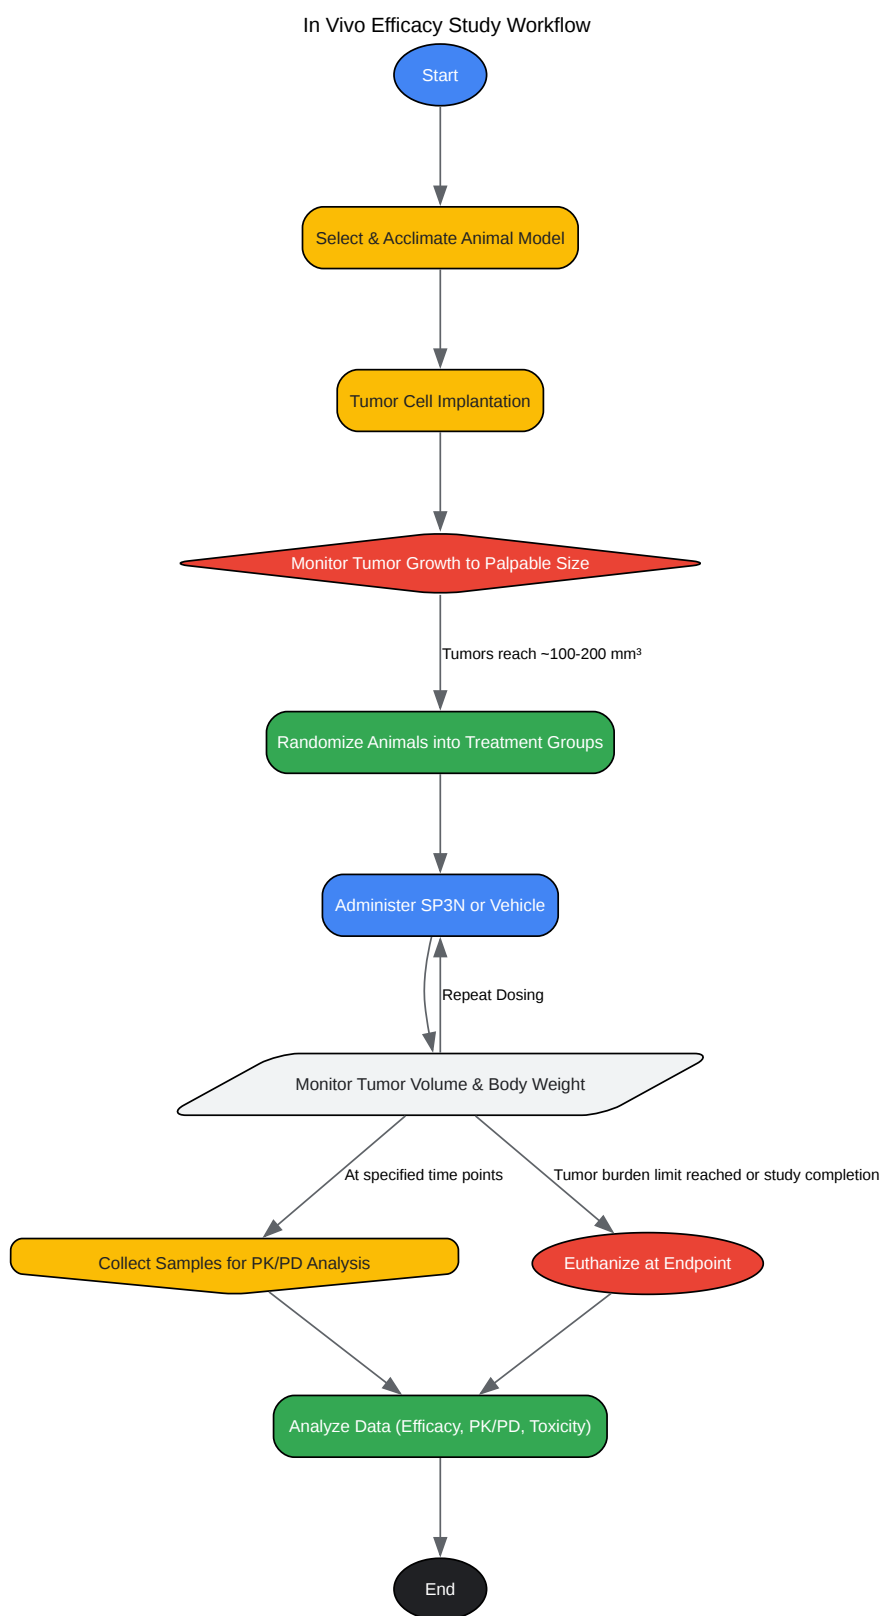 In Vivo Efficacy Study Workflow
Start
Select & Acclimate Animal Model
Tumor Cell Implantation
Monitor Tumor Growth to Palpable Size
Tumors reach ~100-200 mm³
Randomize Animals into Treatment Groups
Administer SP3N or Vehicle
Repeat Dosing
Monitor Tumor Volume & Body Weight
At specified time points
Tumor burden limit reached or study completion
Collect Samples for PK/PD Analysis
Euthanize at Endpoint
Analyze Data (Efficacy, PK/PD, Toxicity)
End